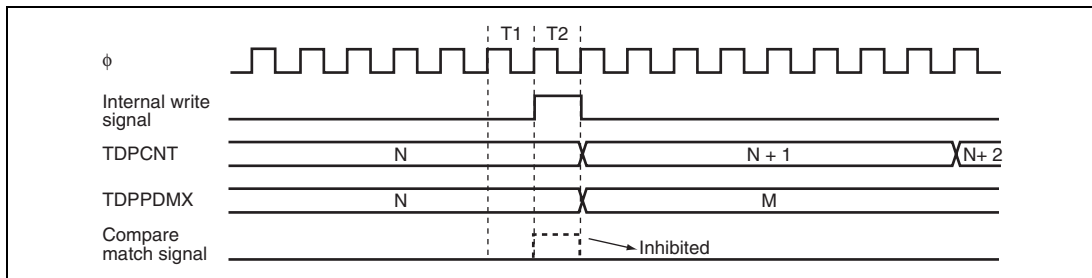 T1 T2
ϕ
Internal write
signal
TDPCNT N N + 1 N+ 2
TDPPDMX N M
Compare
match signal
Inhibited